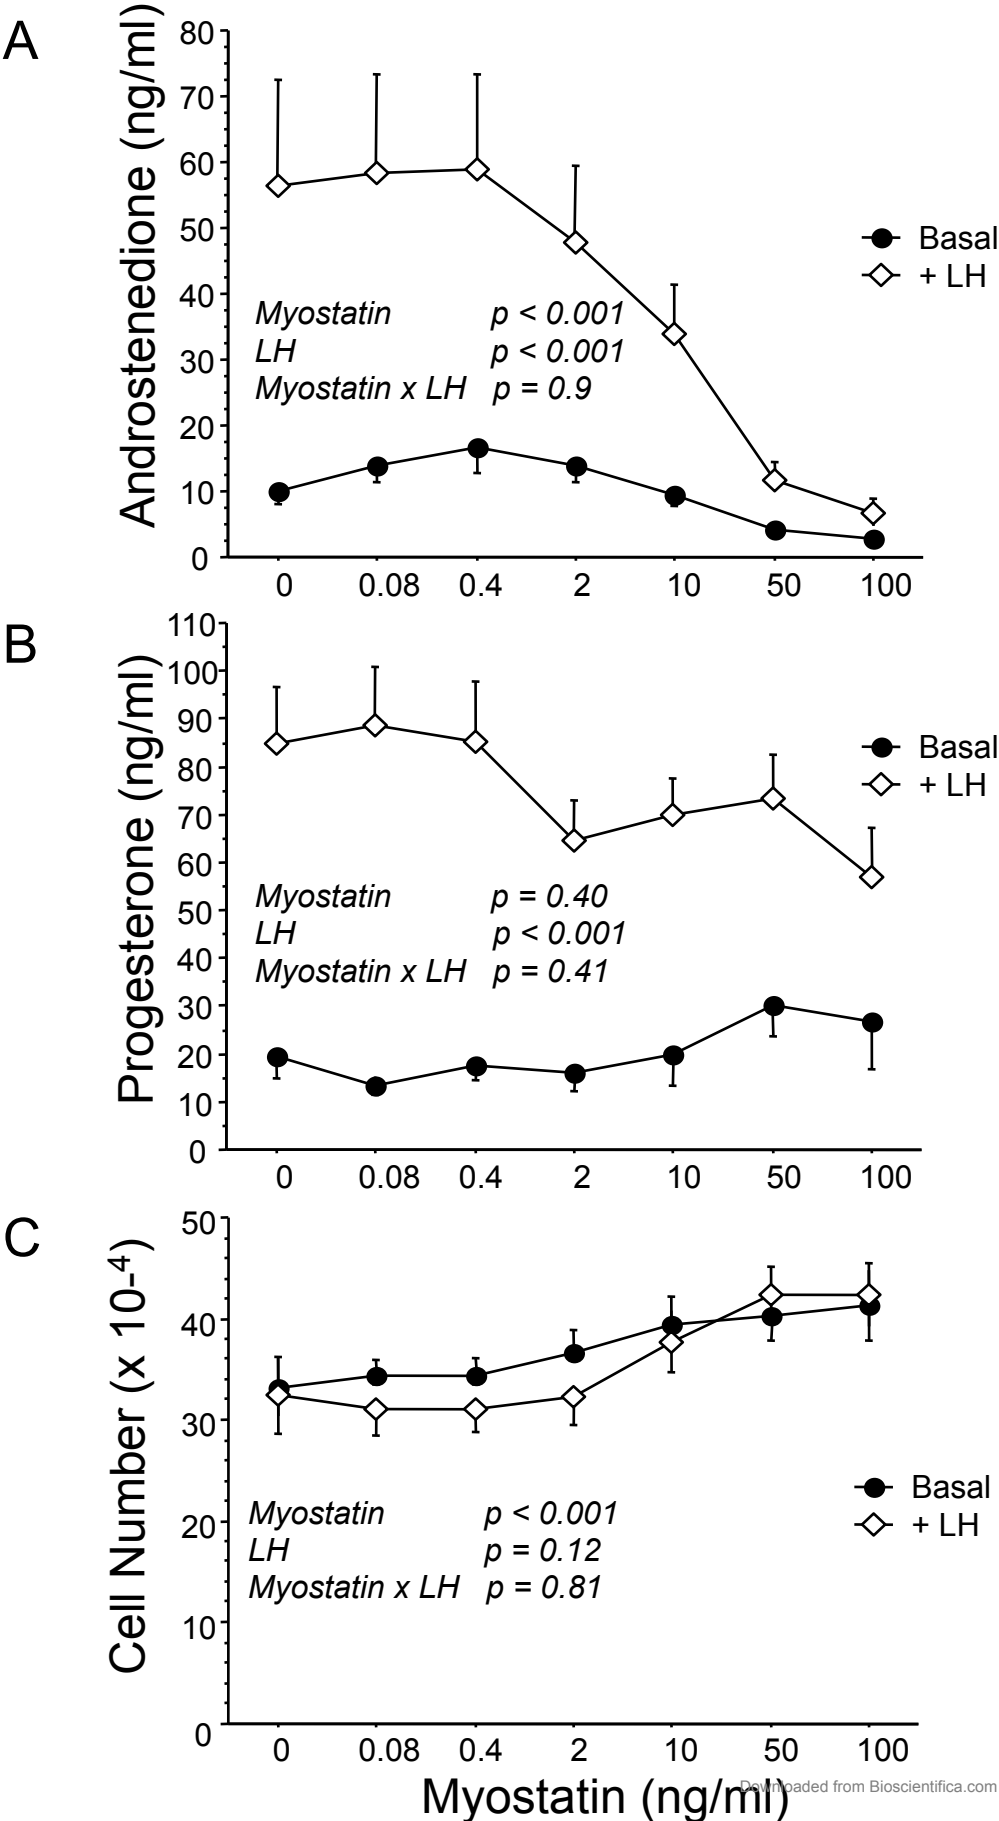 A
Androstenedione (ng/ml)
80
70
60
50
40
30
20
10
0
Basal
+ LH
Myostatin p < 0.001
LH p < 0.001
Myostatin x LH p = 0.9
0 0.08 0.4 2 10 50 100
B
Progesterone (ng/ml)
110
100
90
80
70
60
50
40
30
20
10
0
Basal
+ LH
Myostatin p = 0.40
LH p < 0.001
Myostatin x LH p = 0.41
0 0.08 0.4 2 10 50 100
C
Cell Number (x 10-⁴)
50
40
30
20
10
0
Basal
+ LH
Myostatin p < 0.001
LH p = 0.12
Myostatin x LH p = 0.81
0 0.08 0.4 2 10 50 100
Myostatin (ng/ml)
Downloaded from Bioscientifica.com